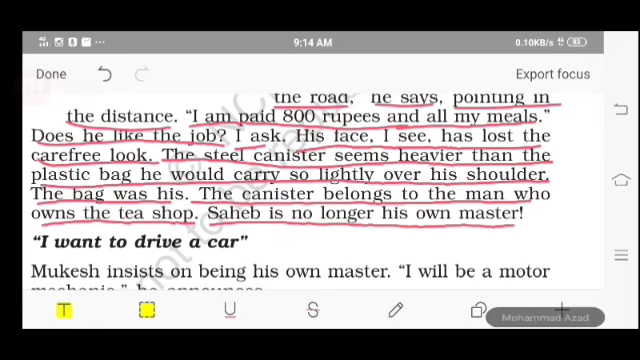 9:14 AM
0.10KB/s 83
Done
Export focus
the road," he says, pointing in
the distance. "I am paid 800 rupees and all my meals."
Does he like the job? I ask. His face, I see, has lost the
carefree look. The steel canister seems heavier than the
plastic bag he would carry so lightly over his shoulder.
The bag was his. The canister belongs to the man who
owns the tea shop. Saheb is no longer his own master!
"I want to drive a car"
Mukesh insists on being his own master. "I will be a motor
mechanic," he announces.
T U S
Mohammad Azad